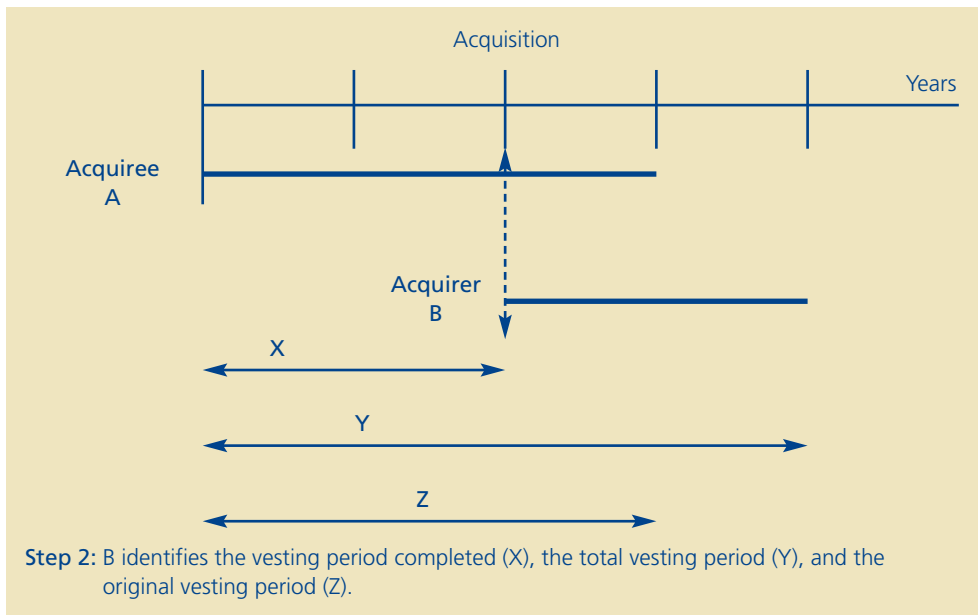 Acquisition
Years
Acquiree
A
Acquirer
B
X
Y
Z
Step 2: B identifies the vesting period completed (X), the total vesting period (Y), and the
original vesting period (Z).